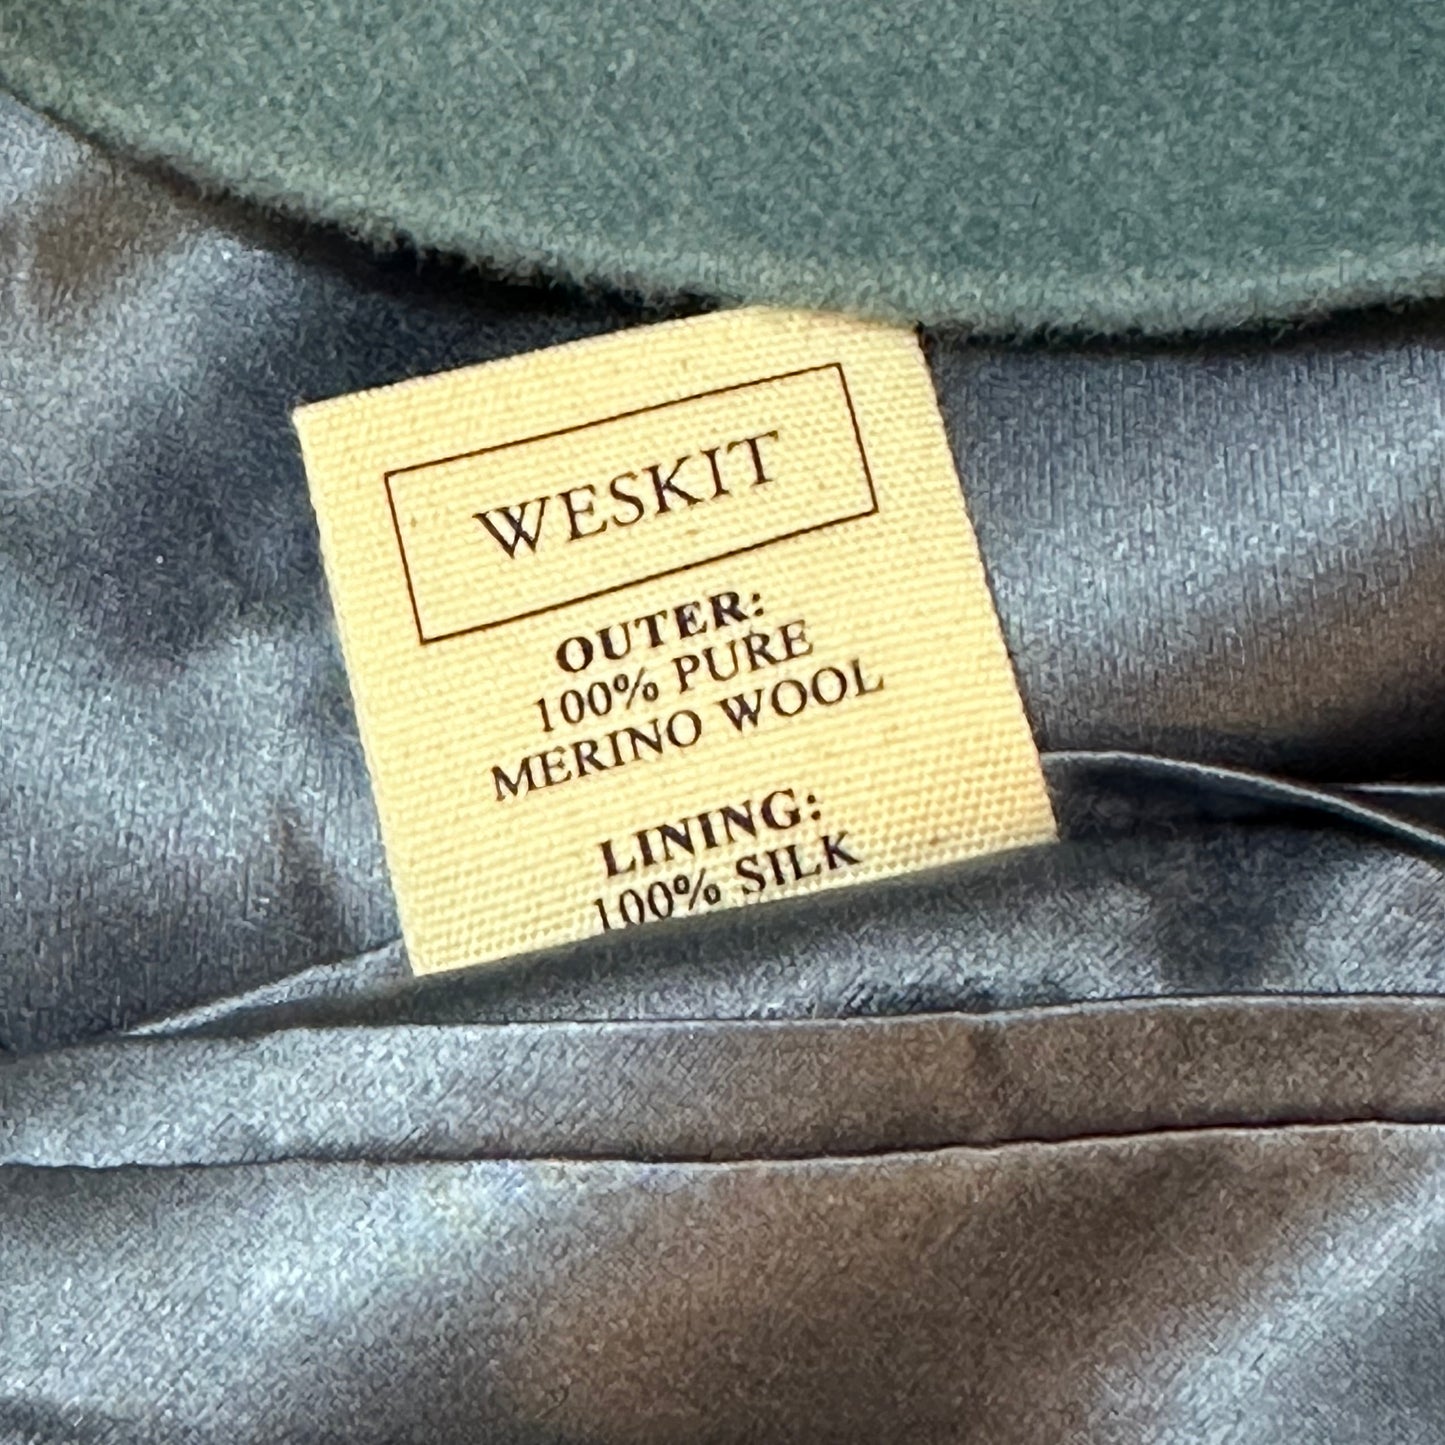 WESKIT
OUTER:
100% PURE
MERINO WOOL
LINING:
100% SILK